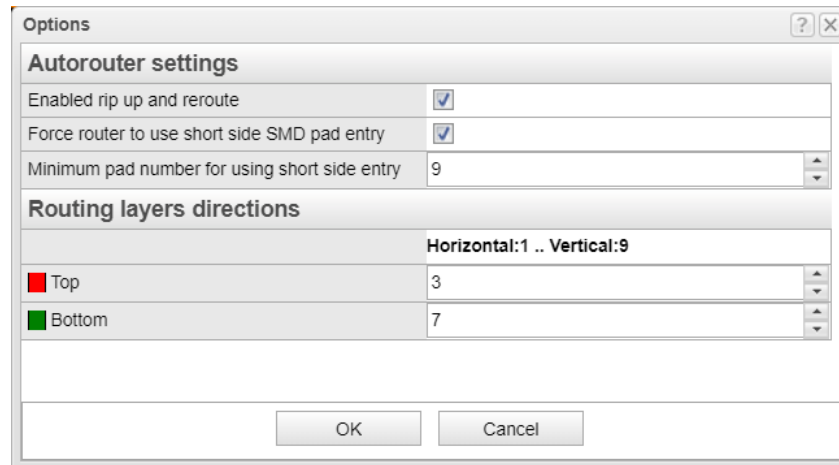 Options
Autorouter settings
Enabled rip up and reroute
Force router to use short side SMD pad entry
Minimum pad number for using short side entry 9
Routing layers directions
Horizontal:1 .. Vertical:9
Top 3
Bottom 7
OK Cancel